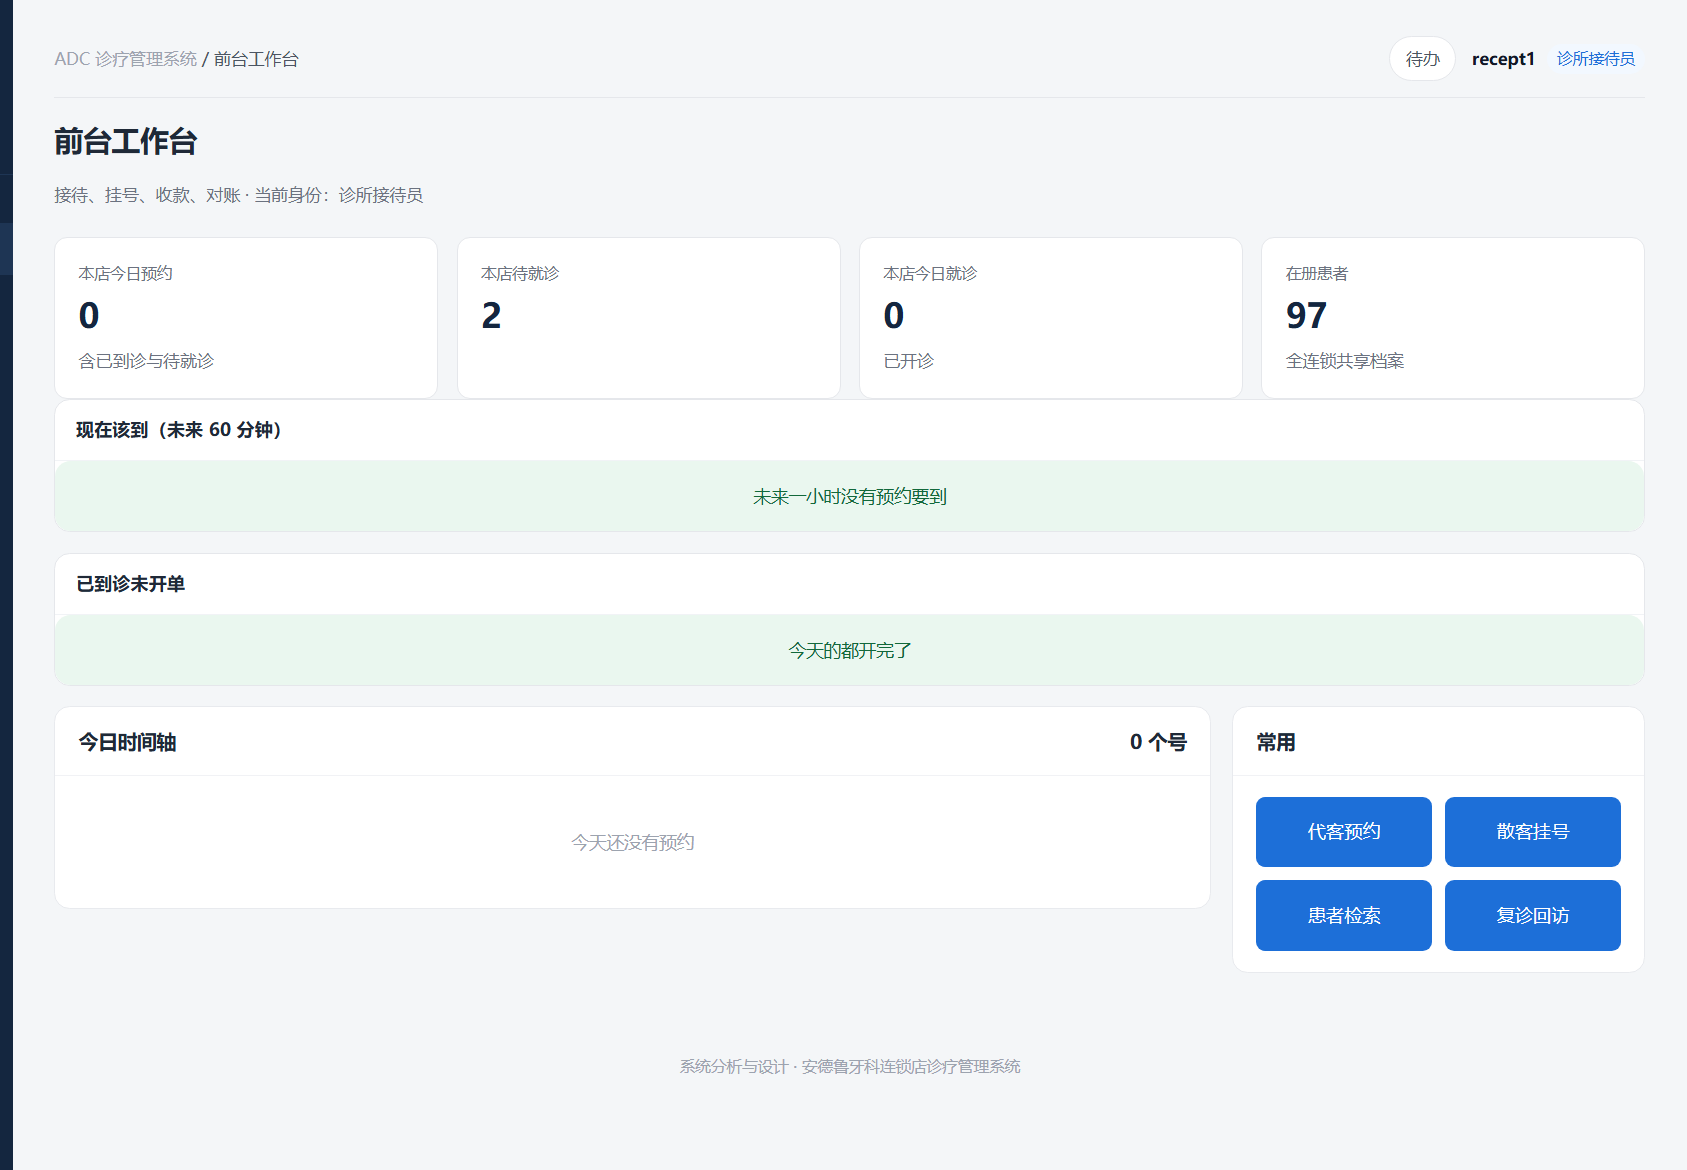 ADC 诊疗管理系统 / 前台工作台
待办 recept1 诊所接待员
前台工作台
接待、挂号、收款、对账 · 当前身份：诊所接待员
本店今日预约
0
含已到诊与待就诊
本店待就诊
2
本店今日就诊
0
已开诊
在册患者
97
全连锁共享档案
现在该到（未来 60 分钟）
未来一小时没有预约要到
已到诊未开单
今天的都开完了
今日时间轴 0 个号
今天还没有预约
常用
代客预约 散客挂号
患者检索 复诊回访
系统分析与设计 · 安德鲁牙科连锁店诊疗管理系统